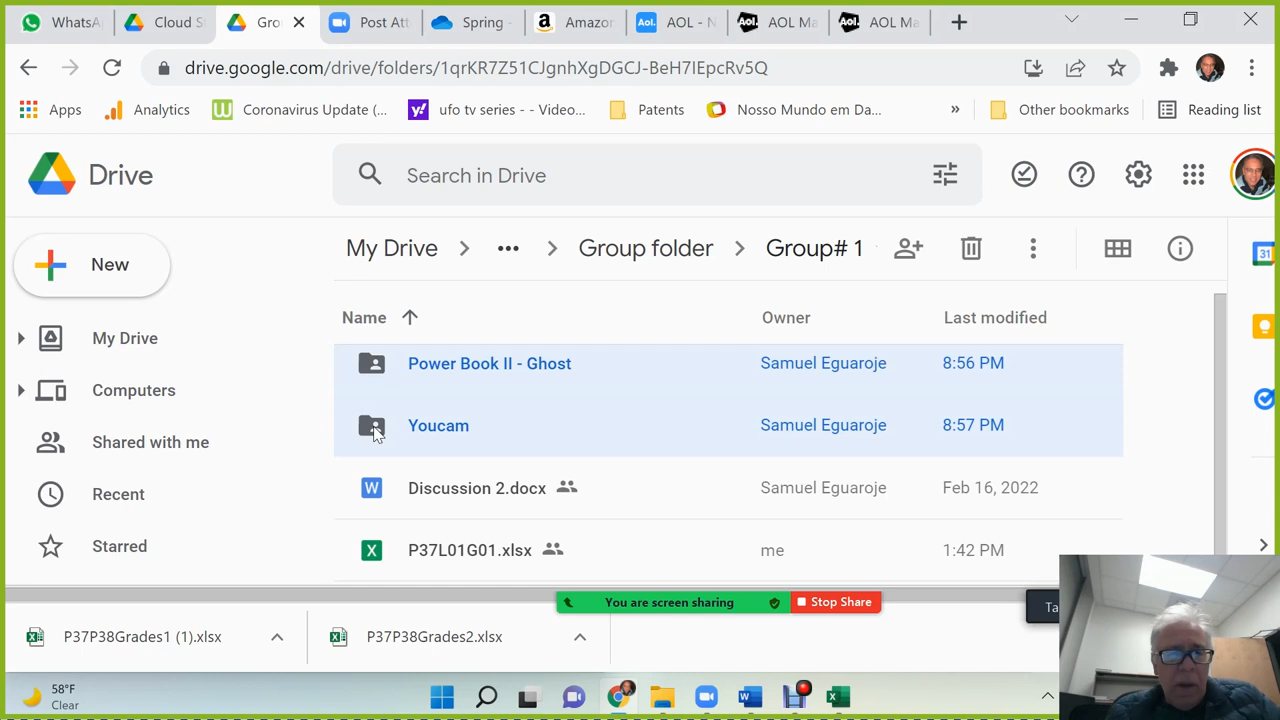 WhatsA
Cloud S
Gro
Post Att
Spring -
Amazon
AOL - N
AOL Ma
AOL Ma
drive.google.com/drive/folders/1qrKR7Z51CJgnhXgDGCJ-BeH7IEpcRv5Q
Apps
Analytics
Coronavirus Update (...
ufo tv series - - Video...
Patents
Nosso Mundo em Da...
»
Other bookmarks
Reading list
Drive
Search in Drive
New
My Drive
Group folder
Group# 1
Name
Owner
Last modified
My Drive
Computers
Shared with me
Recent
Starred
Power Book II - Ghost Samuel Eguaroje 8:56 PM
Youcam Samuel Eguaroje 8:57 PM
Discussion 2.docx Samuel Eguaroje Feb 16, 2022
P37L01G01.xlsx me 1:42 PM
You are screen sharing
Stop Share
Ta
P37P38Grades1 (1).xlsx
P37P38Grades2.xlsx
58°F
Clear